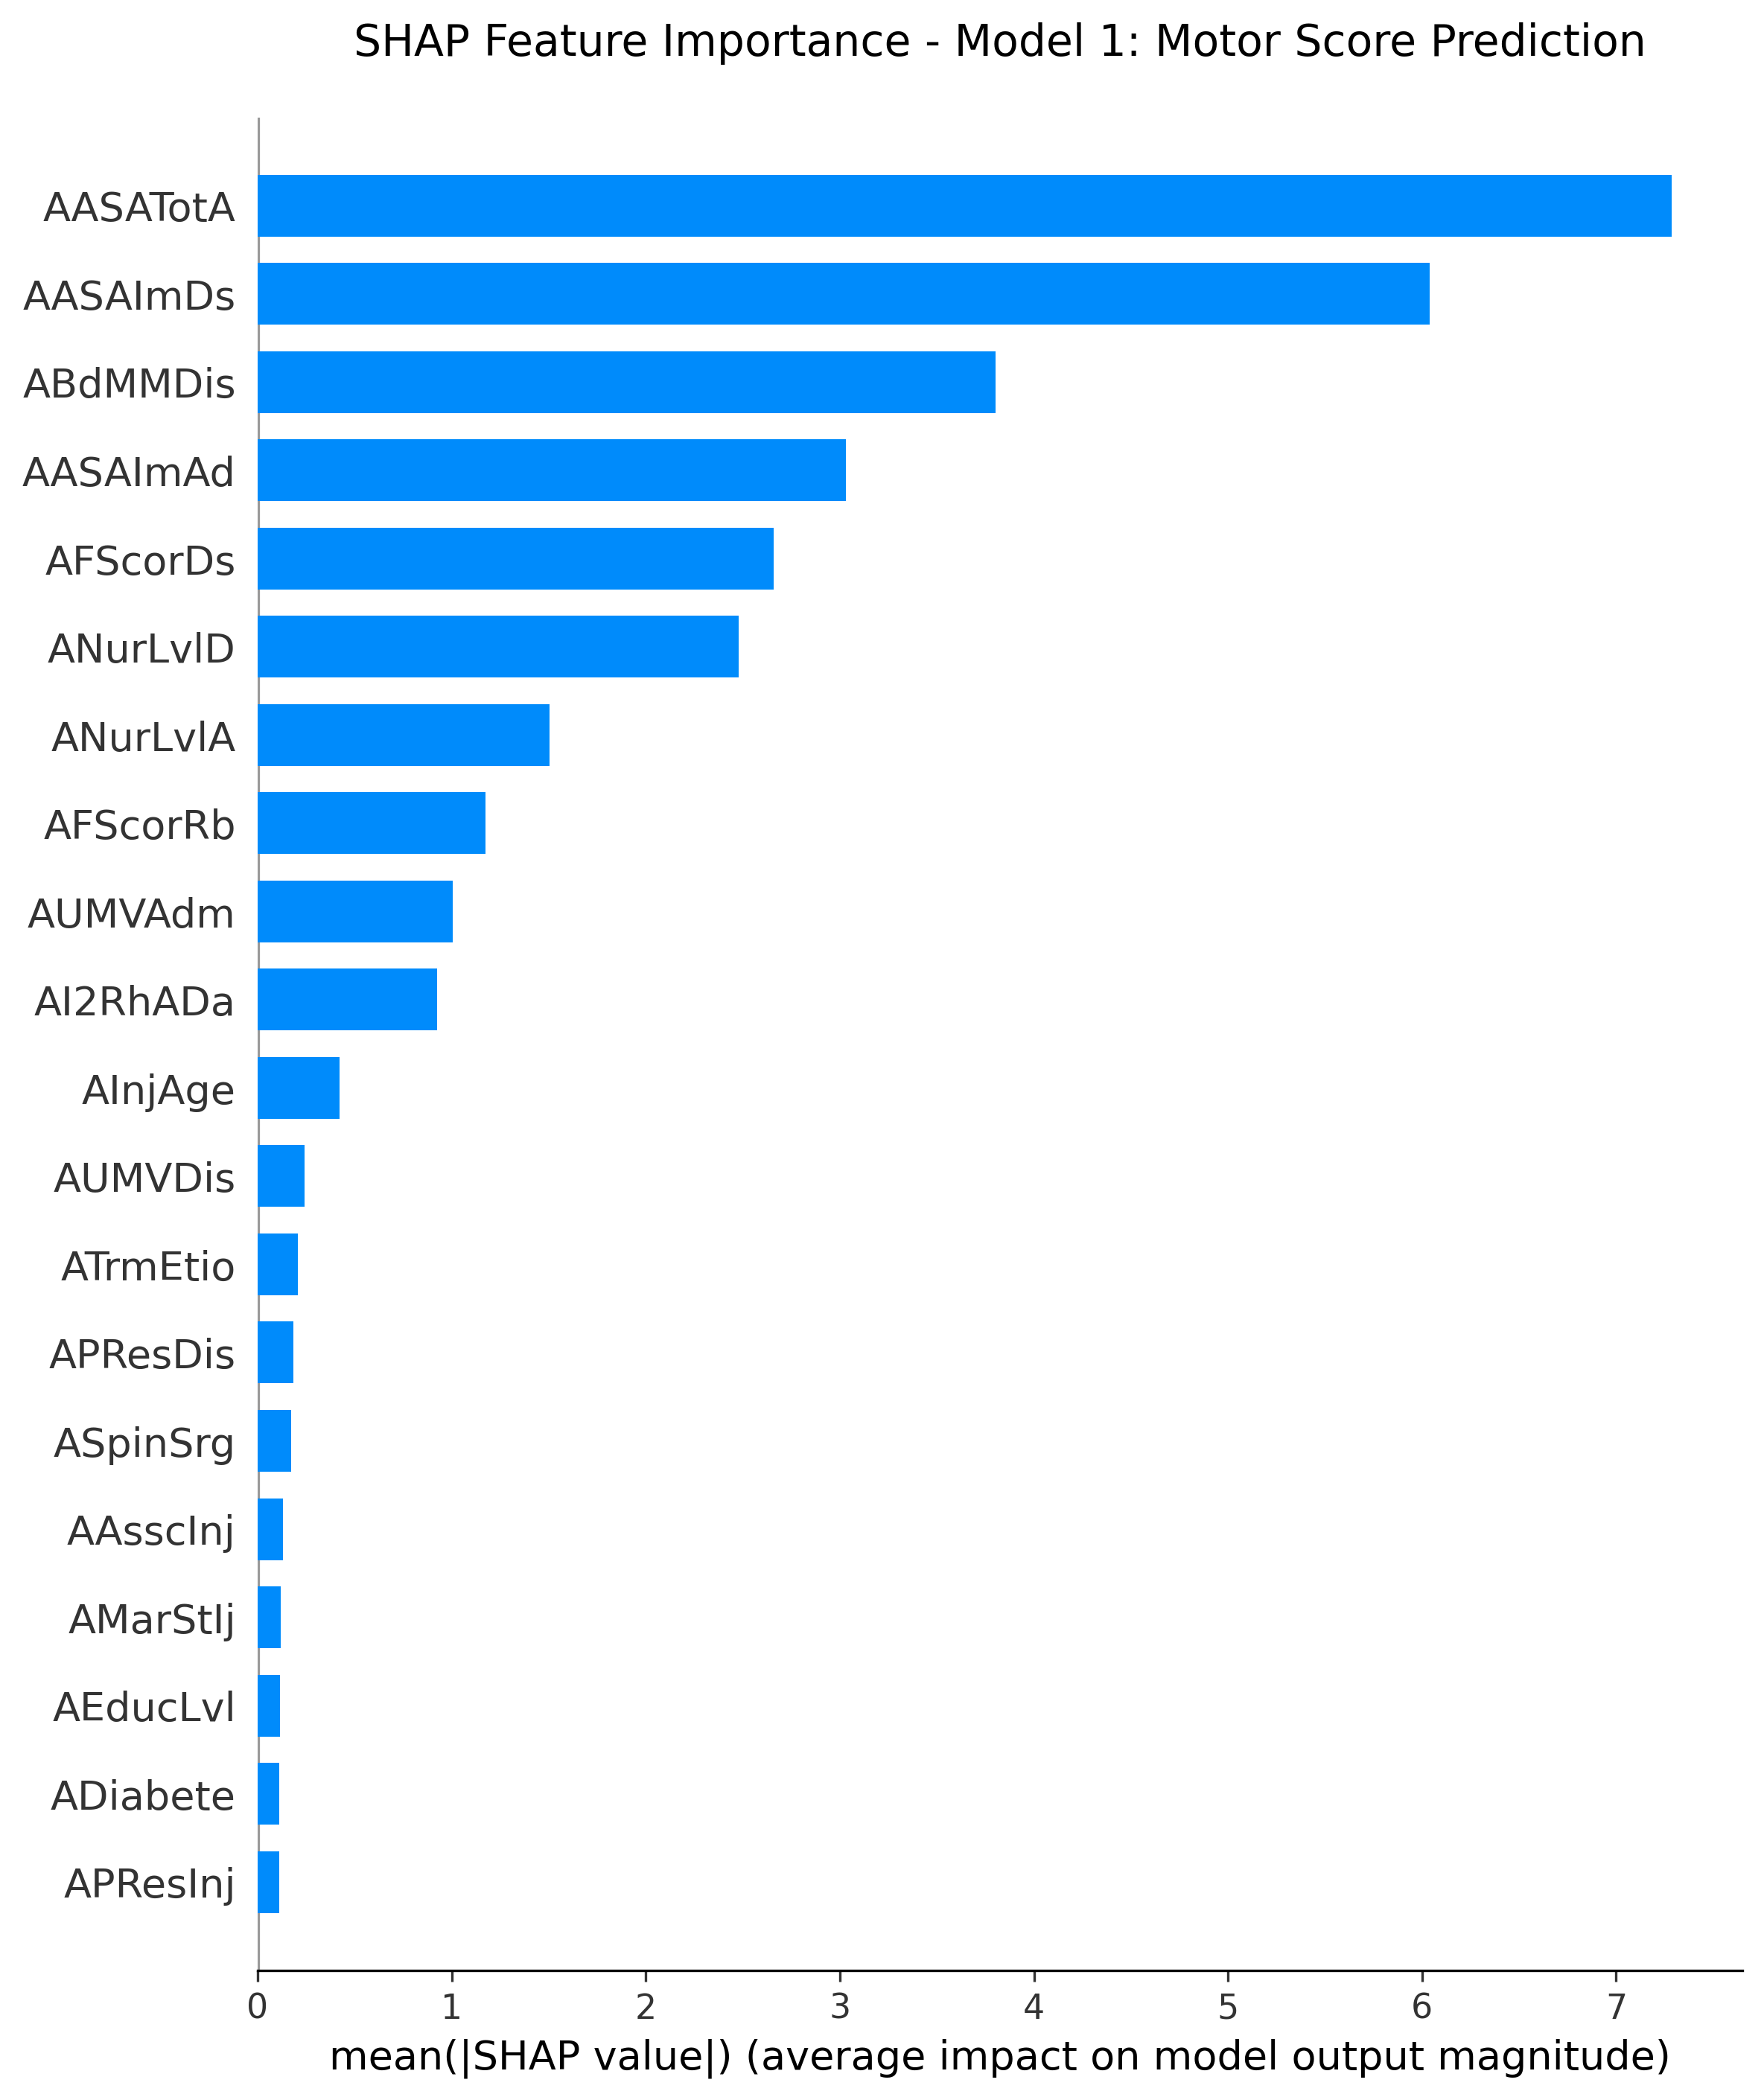 SHAP Feature Importance - Model 1: Motor Score Prediction
AASATotA
AASAImDs
ABdMMDis
AASAImAd
AFScorDs
ANurLvlD
ANurLvlA
AFScorRb
AUMVAdm
AI2RhADa
AInjAge
AUMVDis
ATrmEtio
APResDis
ASpinSrg
AAsscInj
AMarStIj
AEducLvl
ADiabete
APResInj
0 1 2 3 4 5 6 7
mean(|SHAP value|) (average impact on model output magnitude)